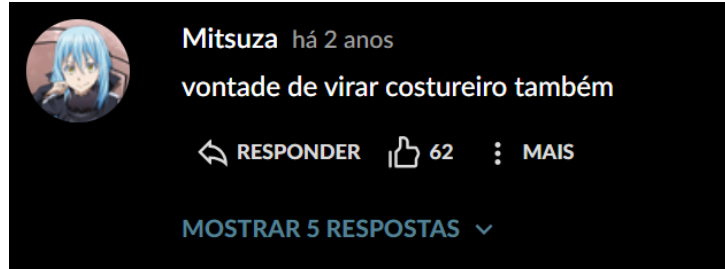 Mitsuza há 2 anos
vontade de virar costureiro também
RESPONDER 62 MAIS
MOSTRAR 5 RESPOSTAS